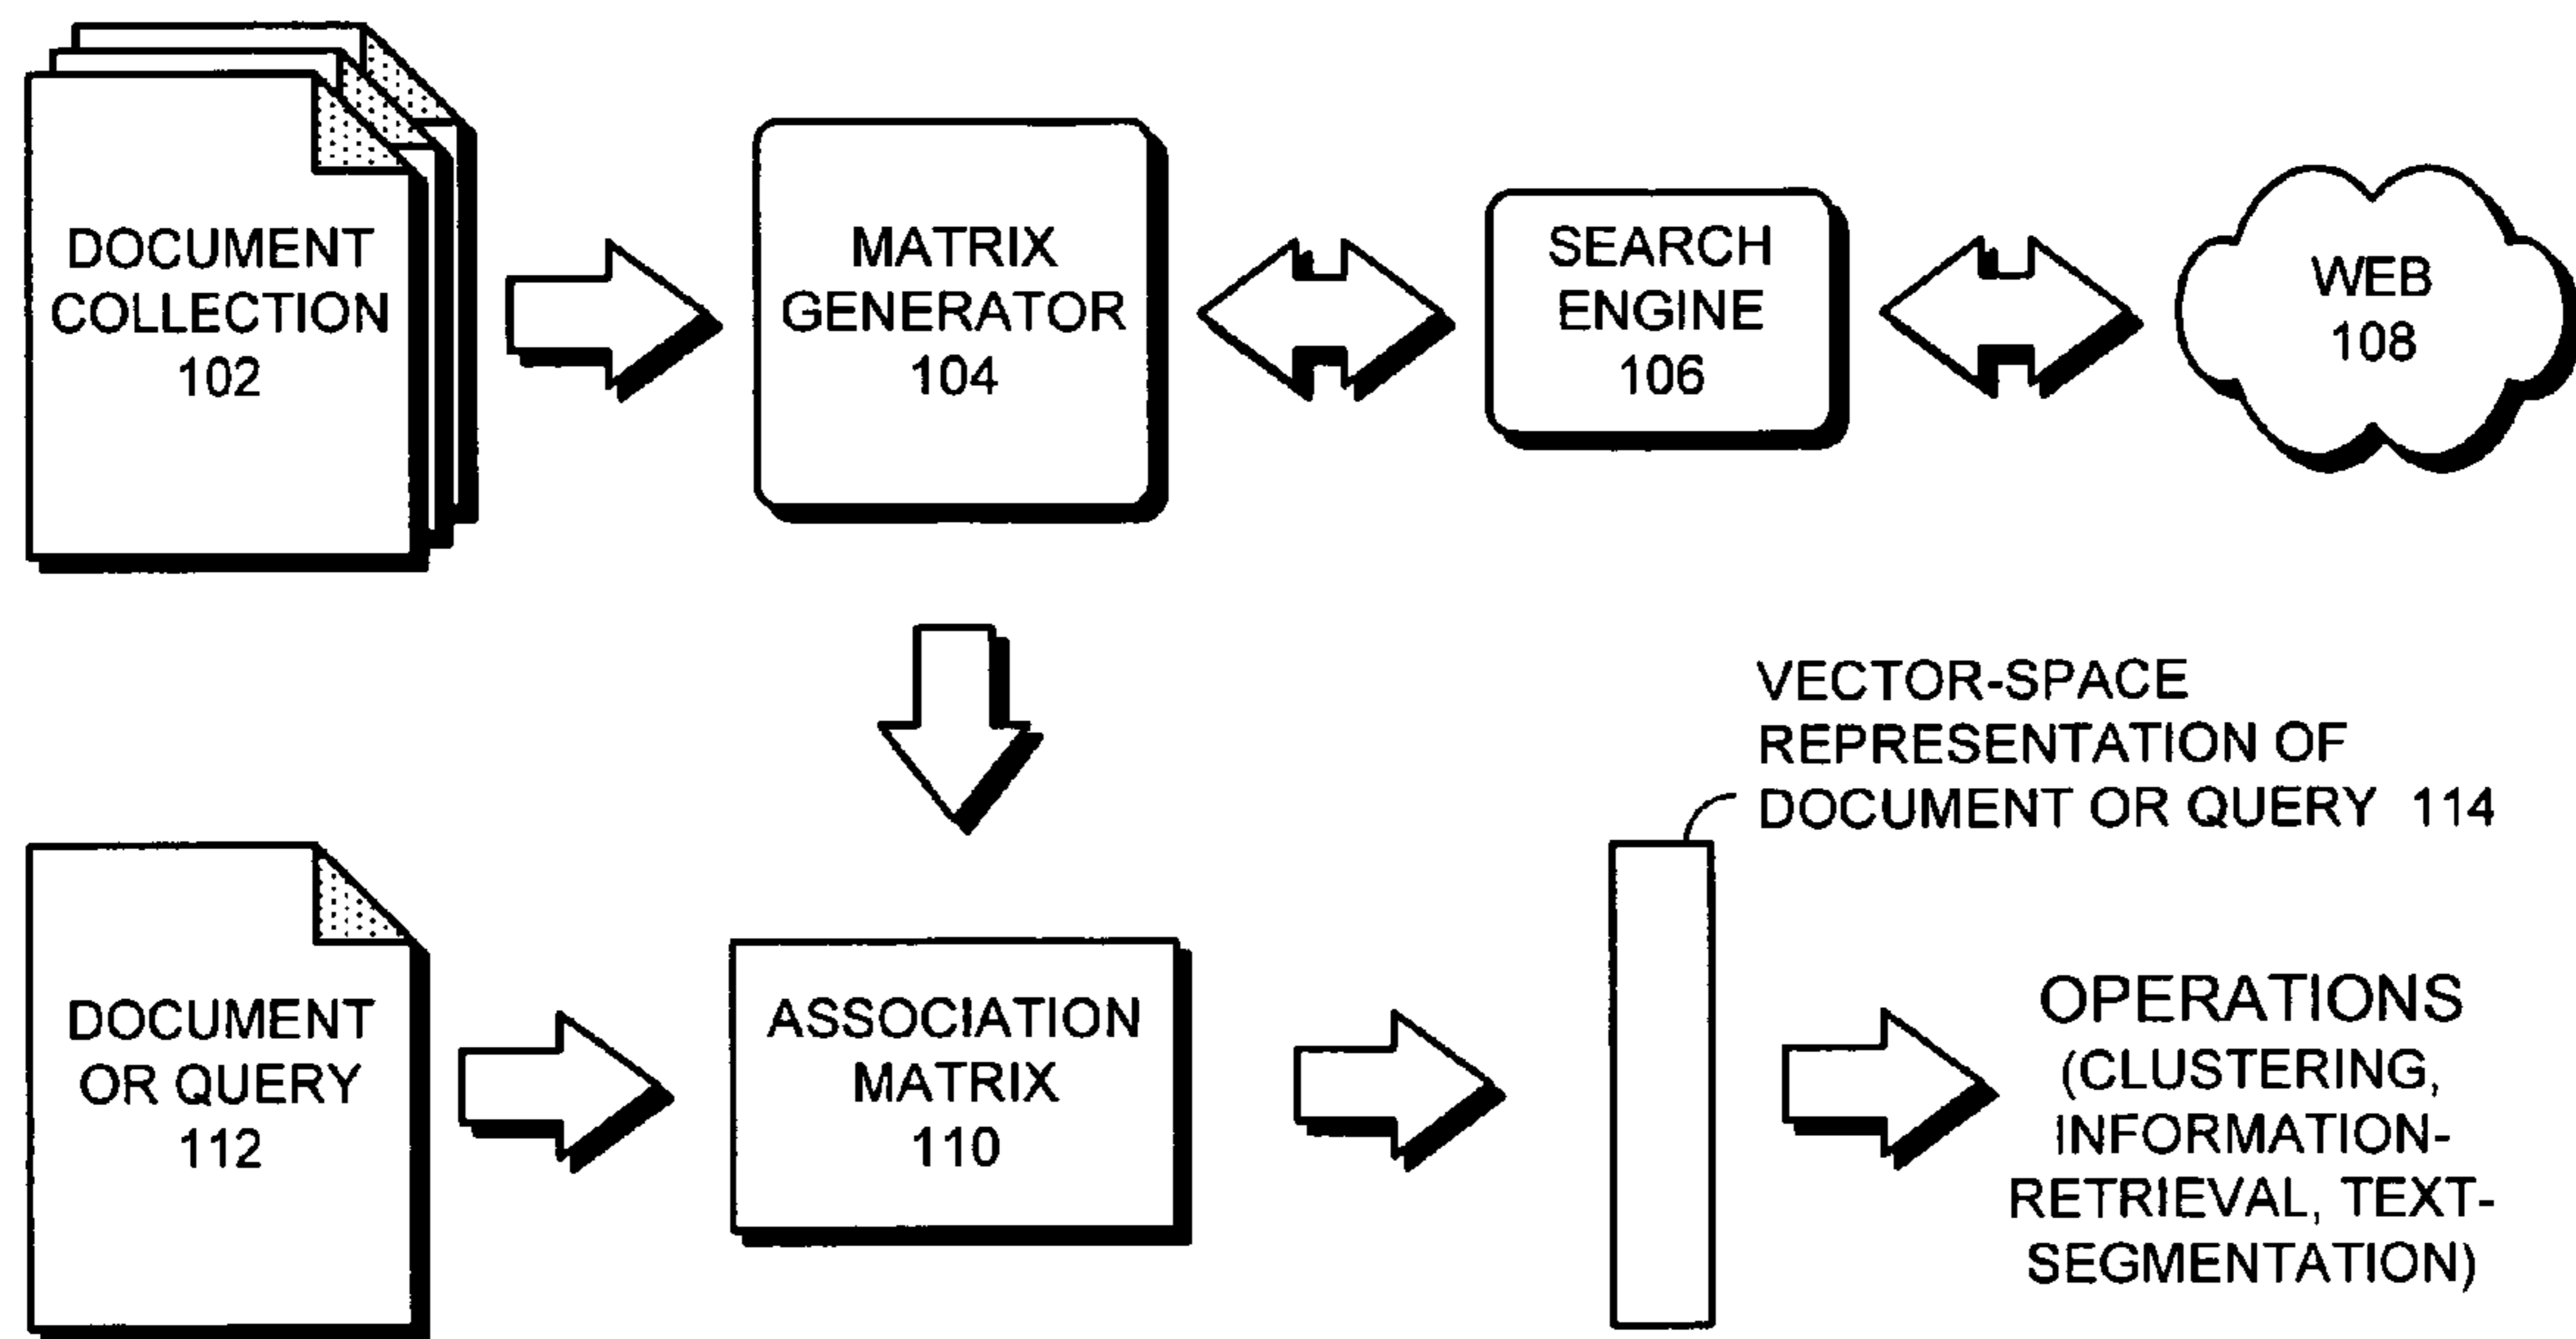 DOCUMENT
COLLECTION
102
MATRIX
GENERATOR
104
SEARCH
ENGINE
106
WEB
108
VECTOR-SPACE
REPRESENTATION OF
DOCUMENT OR QUERY 114
DOCUMENT
OR QUERY
112
ASSOCIATION
MATRIX
110
OPERATIONS
(CLUSTERING,
INFORMATION-
RETRIEVAL, TEXT-
SEGMENTATION)